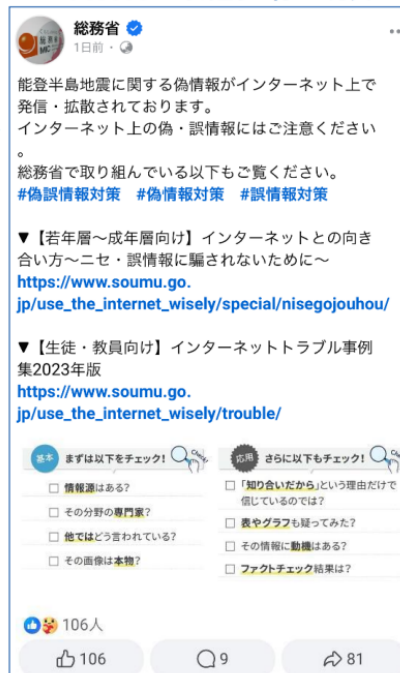 総務省
1日前
能登半島地震に関する偽情報がインターネット上で
発信・拡散されております。
インターネット上の偽・誤情報にはご注意ください
。
総務省で取り組んでいる以下もご覧ください。
#偽誤情報対策 #偽情報対策 #誤情報対策
▼【若年層～成年層向け】インターネットとの向き
合い方～ニセ・誤情報に騙されないために～
https://www.soumu.go.
jp/use_the_internet_wisely/special/nisegojouhou/
▼【生徒・教員向け】インターネットトラブル事例
集2023年版
https://www.soumu.go.
jp/use_the_internet_wisely/trouble/
基本 まずは以下をチェック!
□ 情報源はある?
□ その分野の専門家?
□ 他ではどう言われている?
□ その画像は本物?
応用 さらに以下もチェック!
□ 「知り合いだから」という理由だけで
信じているのでは?
□ 表やグラフも疑ってみた?
□ その情報に動機はある?
□ ファクトチェック結果は?
106人
106
9
81